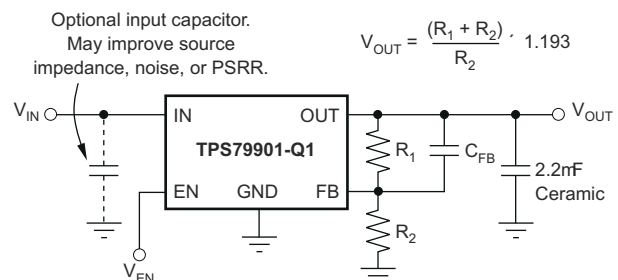 Optional input capacitor.
May improve source
impedance, noise, or PSRR.
V_OUT = (R_1 + R_2) / R_2 ´ 1.193
V_IN
IN
OUT
V_OUT
TPS79901-Q1
R_1
C_FB
2.2mF
Ceramic
EN
GND
FB
R_2
V_EN